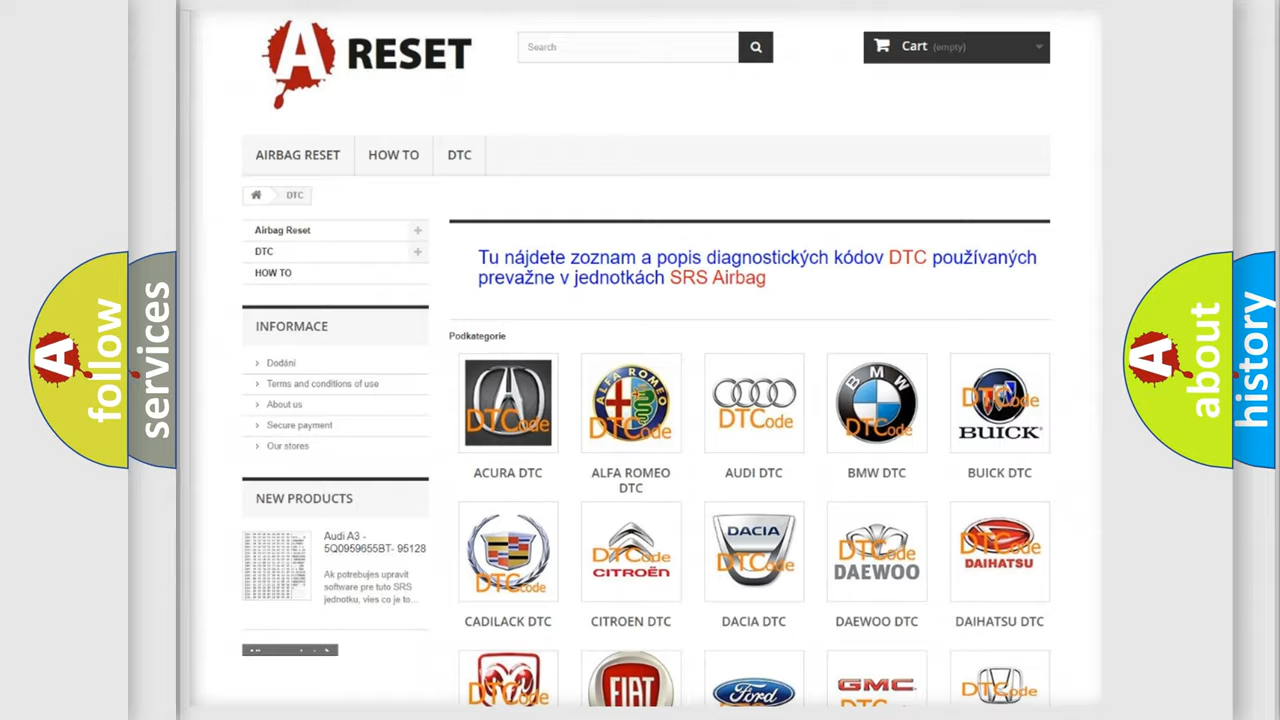 A RESET
Search
Cart (empty)
AIRBAG RESET
HOW TO
DTC
DTC
Airbag Reset
DTC
HOW TO
Tu nájdete zoznam a popis diagnostických kódov DTC používaných
prevažne v jednotkách SRS Airbag
INFORMACE
Dodání
Terms and conditions of use
About us
Secure payment
Our stores
Podkategorie
DTCode
ALFA ROMEO
DTCode
DTCode
BMW
DTCode
DTCode
BUICK
ACURA DTC
ALFA ROMEO
DTC
AUDI DTC
BMW DTC
BUICK DTC
NEW PRODUCTS
Audi A3 -
5Q0959655BT- 95128
Ak potrebujes upravit
software pre tuto SRS
jednotku, vies co je to...
DTCode
DTCode
CITROËN
DACIA
DTCode
DTCode
DAEWOO
DTCode
DAIHATSU
CADILACK DTC
CITROEN DTC
DACIA DTC
DAEWOO DTC
DAIHATSU DTC
DTCode
FIAT
Ford
GMC
DTCode
A follow
services
A about
history